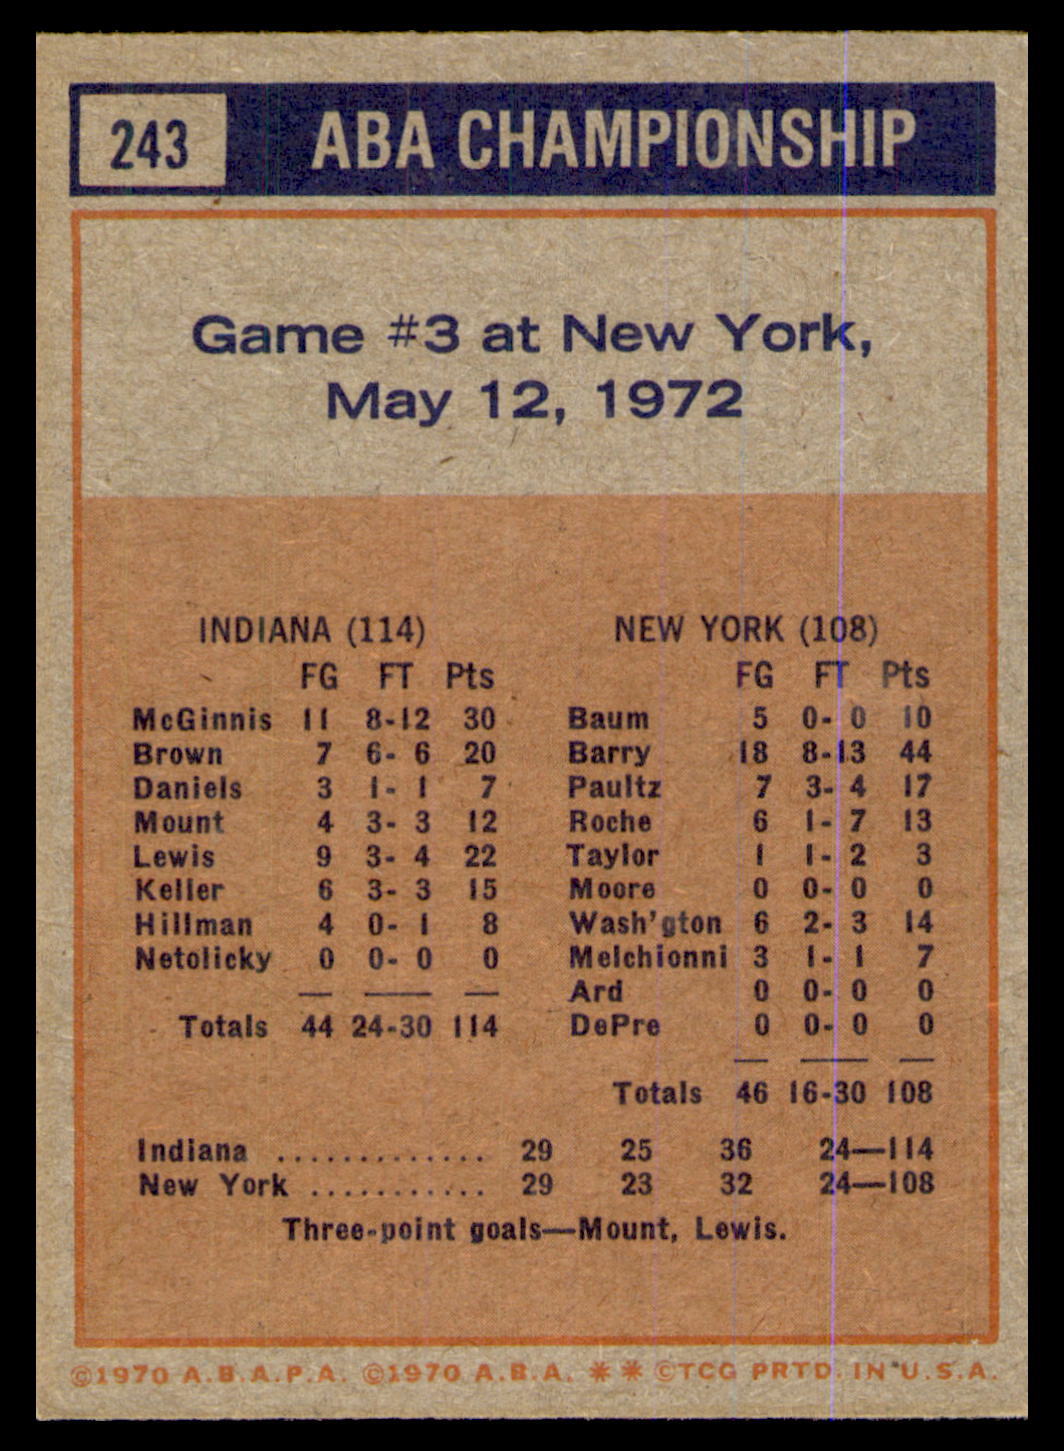 243 ABA CHAMPIONSHIP
Game #3 at New York,
May 12, 1972
INDIANA (114)
FG FT Pts
McGinnis 11 8-12 30
Brown 7 6- 6 20
Daniels 3 1- 1 7
Mount 4 3- 3 12
Lewis 9 3- 4 22
Keller 6 3- 3 15
Hillman 4 0- 1 8
Netolicky 0 0- 0 0
Totals 44 24-30 114
NEW YORK (108)
FG FT Pts
Baum 5 0- 0 10
Barry 18 8-13 44
Paultz 7 3- 4 17
Roche 6 1- 7 13
Taylor 1 1- 2 3
Moore 0 0- 0 0
Wash'gton 6 2- 3 14
Melchionni 3 1- 1 7
Ard 0 0- 0 0
DePre 0 0- 0 0
Totals 46 16-30 108
Indiana ............. 29 25 36 24—114
New York ........... 29 23 32 24—108
Three-point goals—Mount, Lewis.
©1970 A.B.A.P.A. ©1970 A.B.A. ** ©TCG PRTD. IN U.S.A.